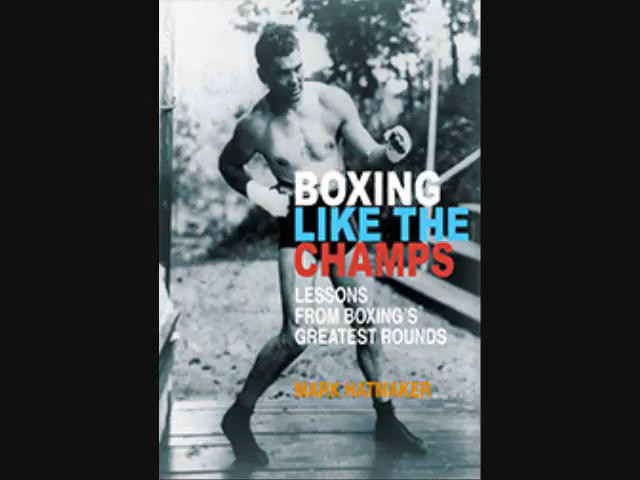 BOXING
LIKE THE
CHAMPS
LESSONS
FROM BOXING'S
GREATEST ROUNDS
MARK HATMAKER